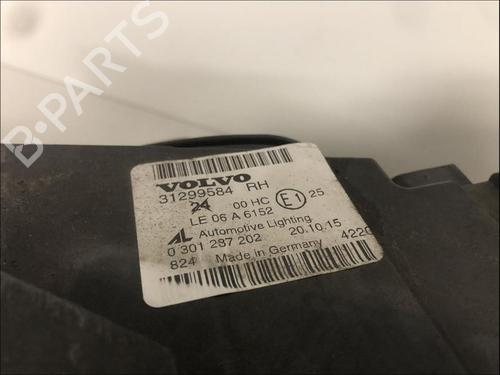 VOLVO
31299584 RH
24 00 HC E1 25
LE 06 A 6152
AL Automotive Lighting
0 301 287 202 20.10.15 4220
824 Made in Germany
B-PARTS